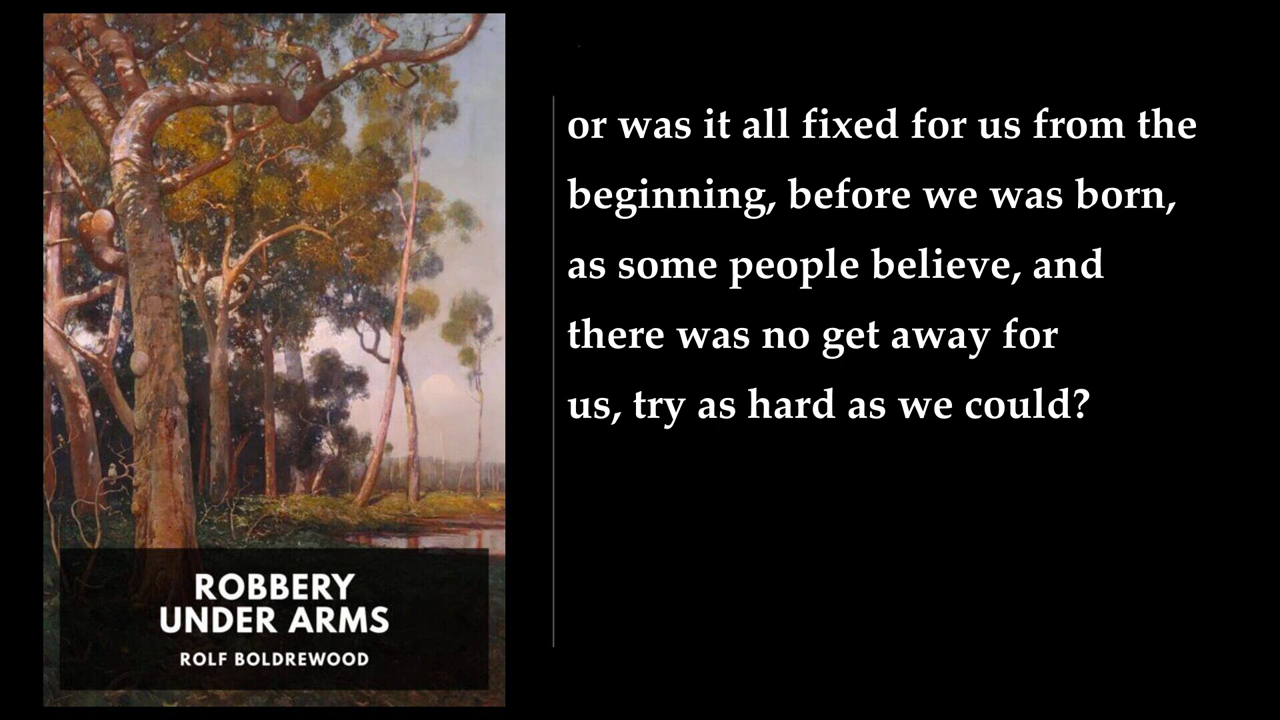 or was it all fixed for us from the
beginning, before we was born,
as some people believe, and
there was no get away for
us, try as hard as we could?
ROBBERY
UNDER ARMS
ROLF BOLDREWOOD